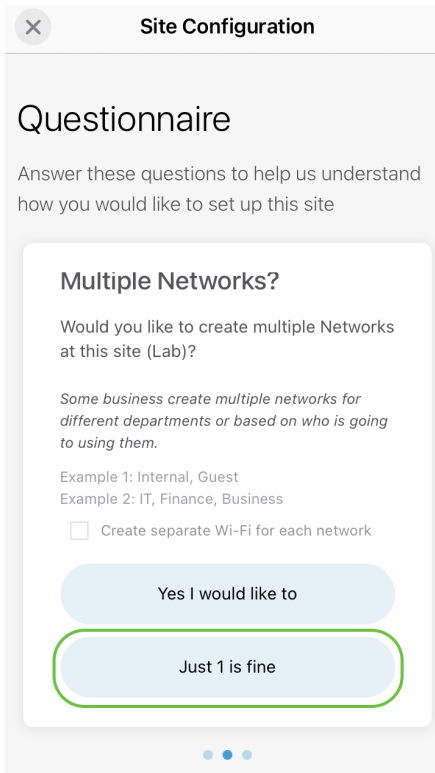 Site Configuration
Questionnaire
Answer these questions to help us understand
how you would like to set up this site
Multiple Networks?
Would you like to create multiple Networks
at this site (Lab)?
Some business create multiple networks for
different departments or based on who is going
to using them.
Example 1: Internal, Guest
Example 2: IT, Finance, Business
Create separate Wi-Fi for each network
Yes I would like to
Just 1 is fine